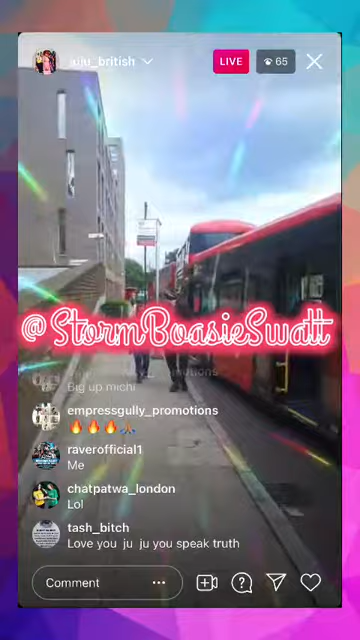 juju_british
LIVE
65
@StormBoasieSwatt
Big up michi
empressgully_promotions
🔥🔥🔥🙏
raverofficial1
Me
chatpatwa_london
Lol
tash_bitch
Love you ju ju you speak truth
Comment